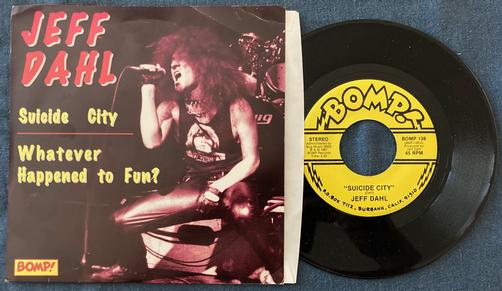 JEFF
DAHL
Suicide City
Whatever
Happened to Fun?
BOMP!
BOMP!
STEREO
BOMP 138
45 RPM
"SUICIDE CITY"
JEFF DAHL
P.O. BOX 7112, BURBANK, CALIF. 91510